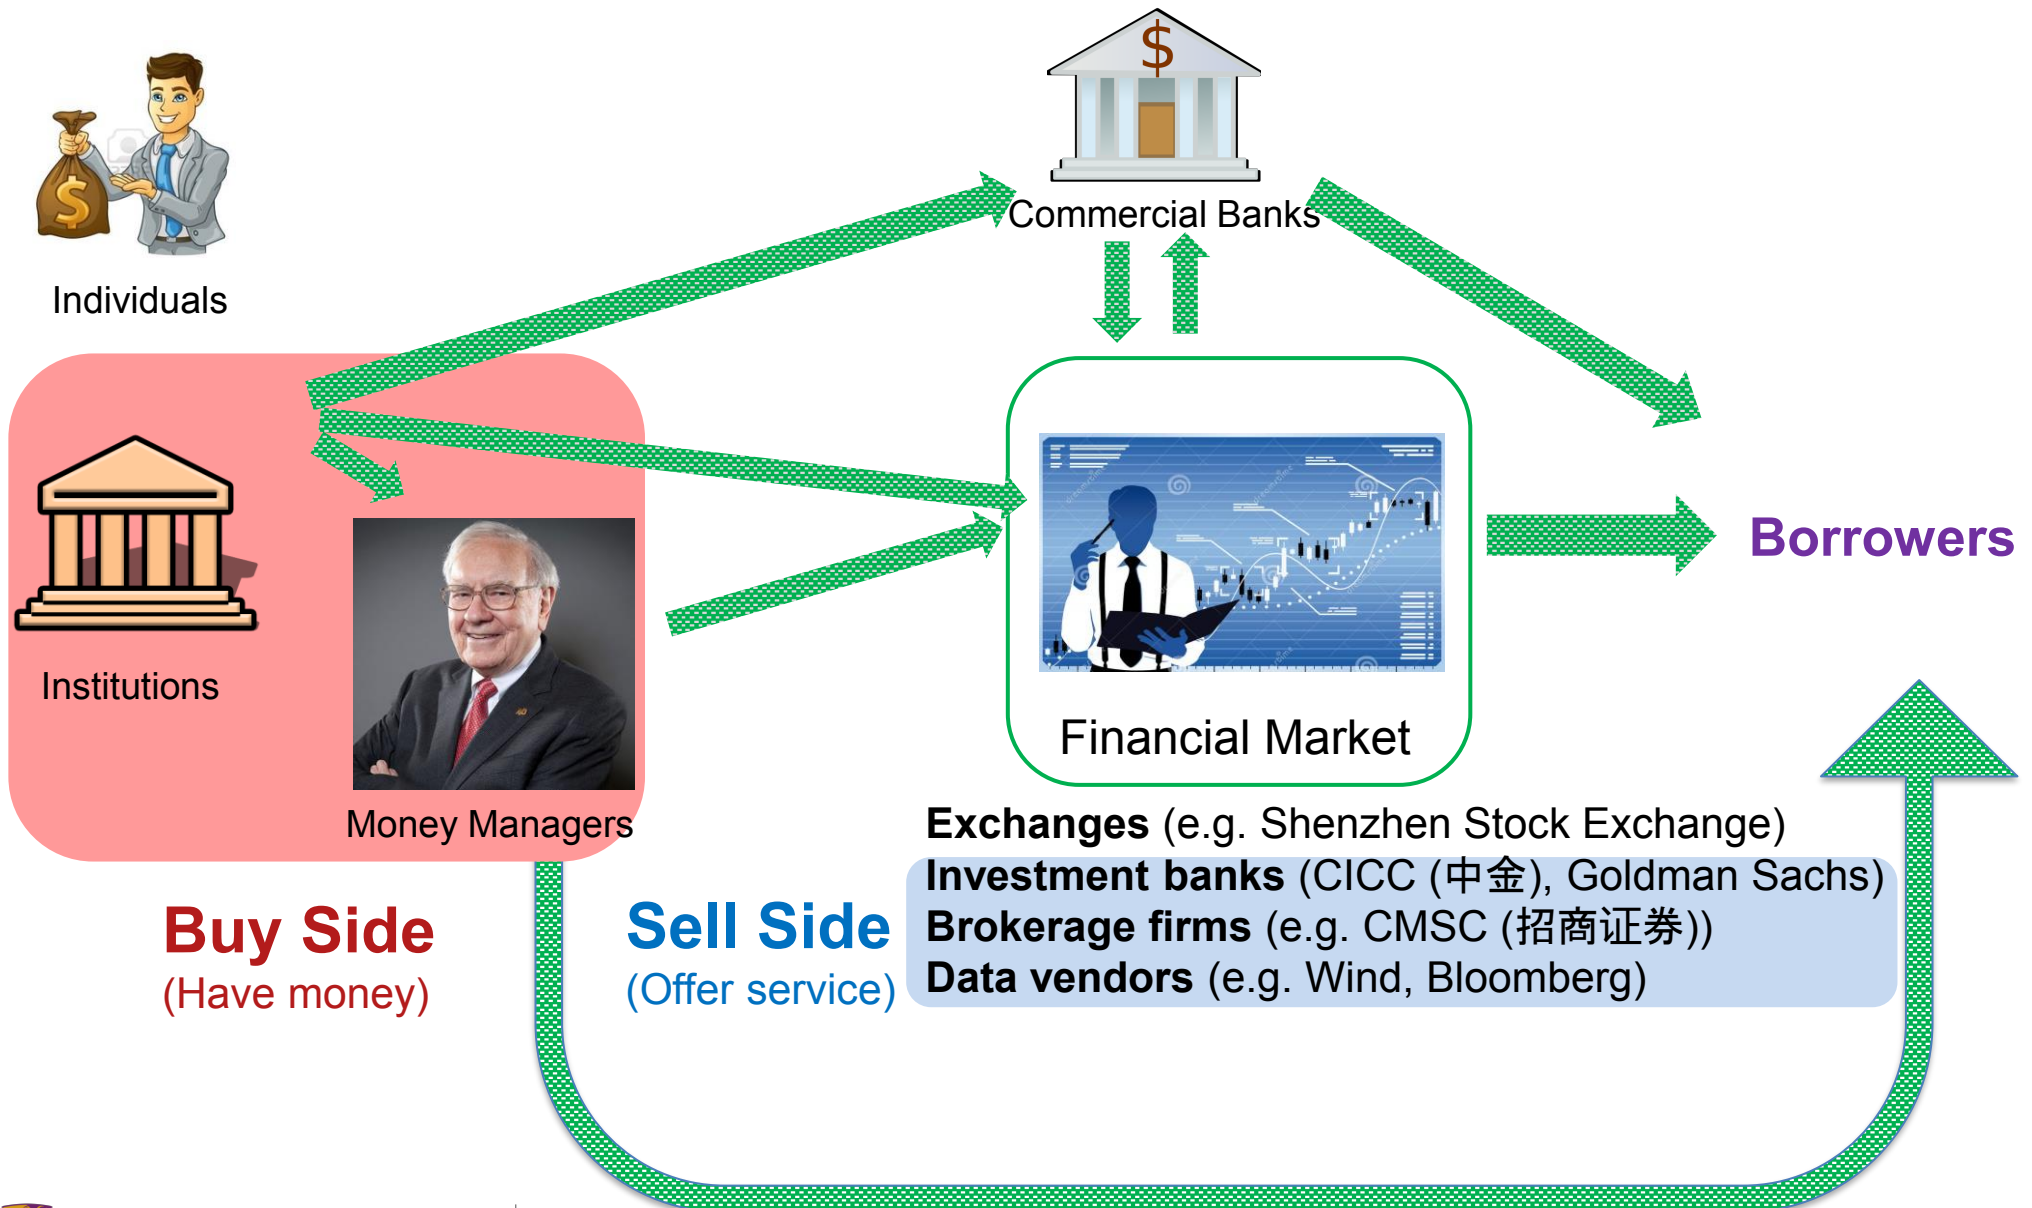 $
Commercial Banks
$
Individuals
Institutions
Money Managers
Financial Market
Borrowers
Exchanges (e.g. Shenzhen Stock Exchange)
Investment banks (CICC (中金), Goldman Sachs)
Brokerage firms (e.g. CMSC (招商证券))
Data vendors (e.g. Wind, Bloomberg)
Buy Side
(Have money)
Sell Side
(Offer service)